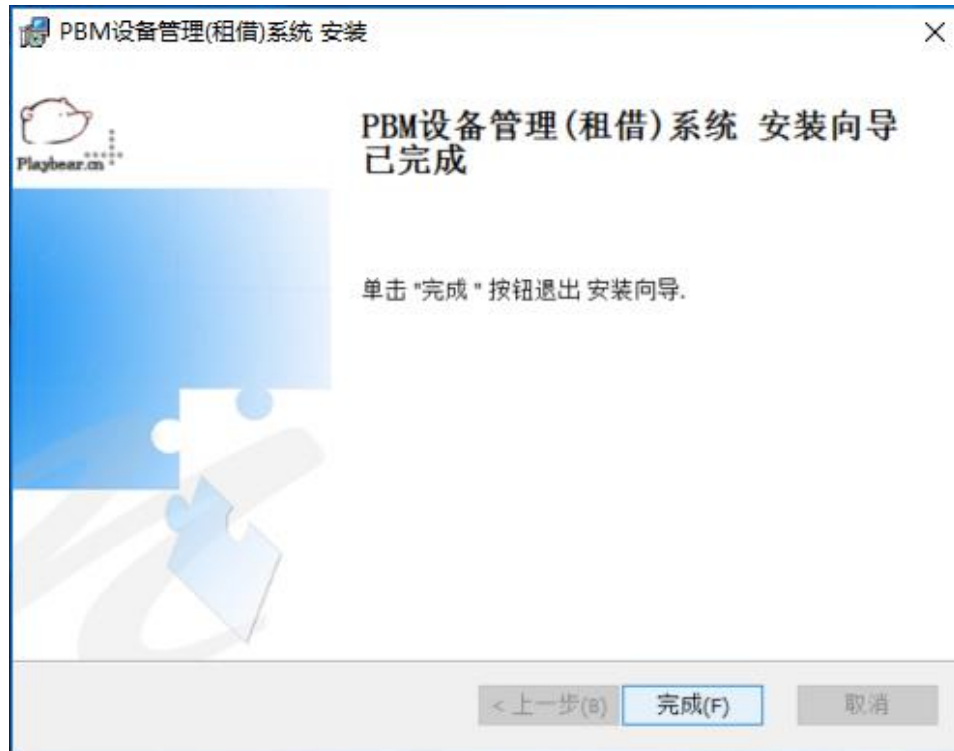 PBM设备管理(租借)系统 安装
Playbear.cn
PBM设备管理(租借)系统 安装向导
已完成
单击 "完成 " 按钮退出 安装向导.
< 上一步(B)
完成(F)
取消